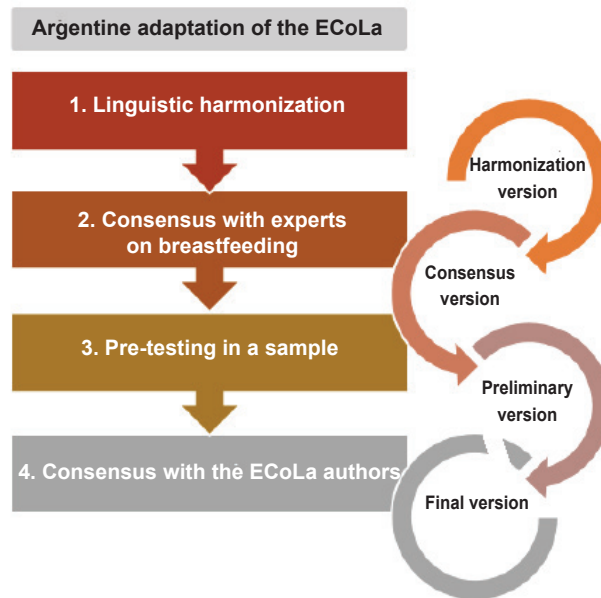 Argentine adaptation of the ECoLa
1. Linguistic harmonization
Harmonization
version
2. Consensus with experts
on breastfeeding
Consensus
version
3. Pre-testing in a sample
Preliminary
version
4. Consensus with the ECoLa authors
Final version